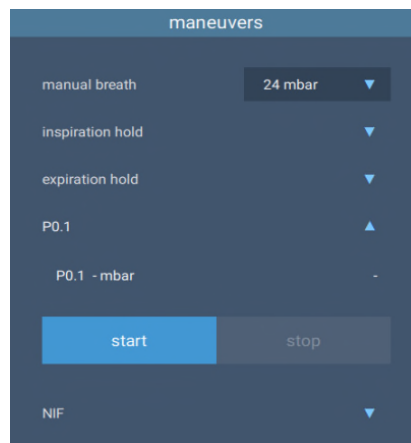 maneuvers
manual breath 24 mbar
inspiration hold
expiration hold
P0.1
P0.1 - mbar -
start stop
NIF